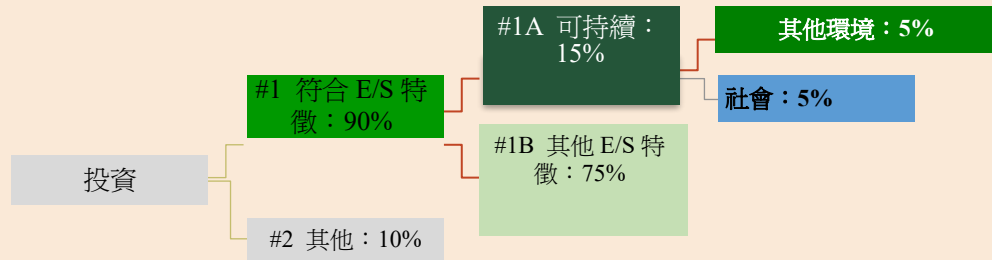 投資
#1 符合 E/S 特
徵：90%
#2 其他：10%
#1A 可持續：
15%
#1B 其他 E/S 特
徵：75%
其他環境：5%
社會：5%